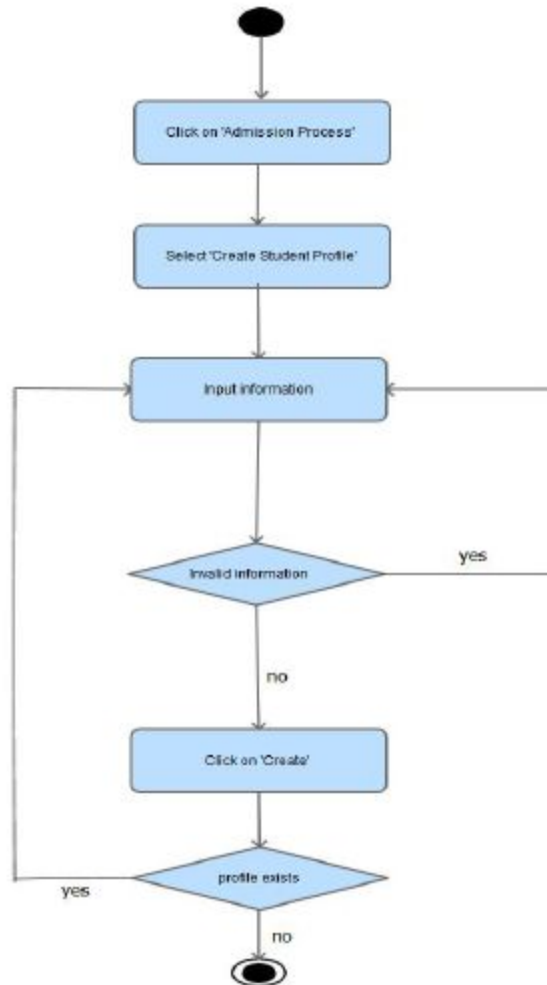 Click on 'Admission Process'
Select 'Create Student Profile'
Input information
Invalid information
yes
no
Click on 'Create'
profile exists
yes
no